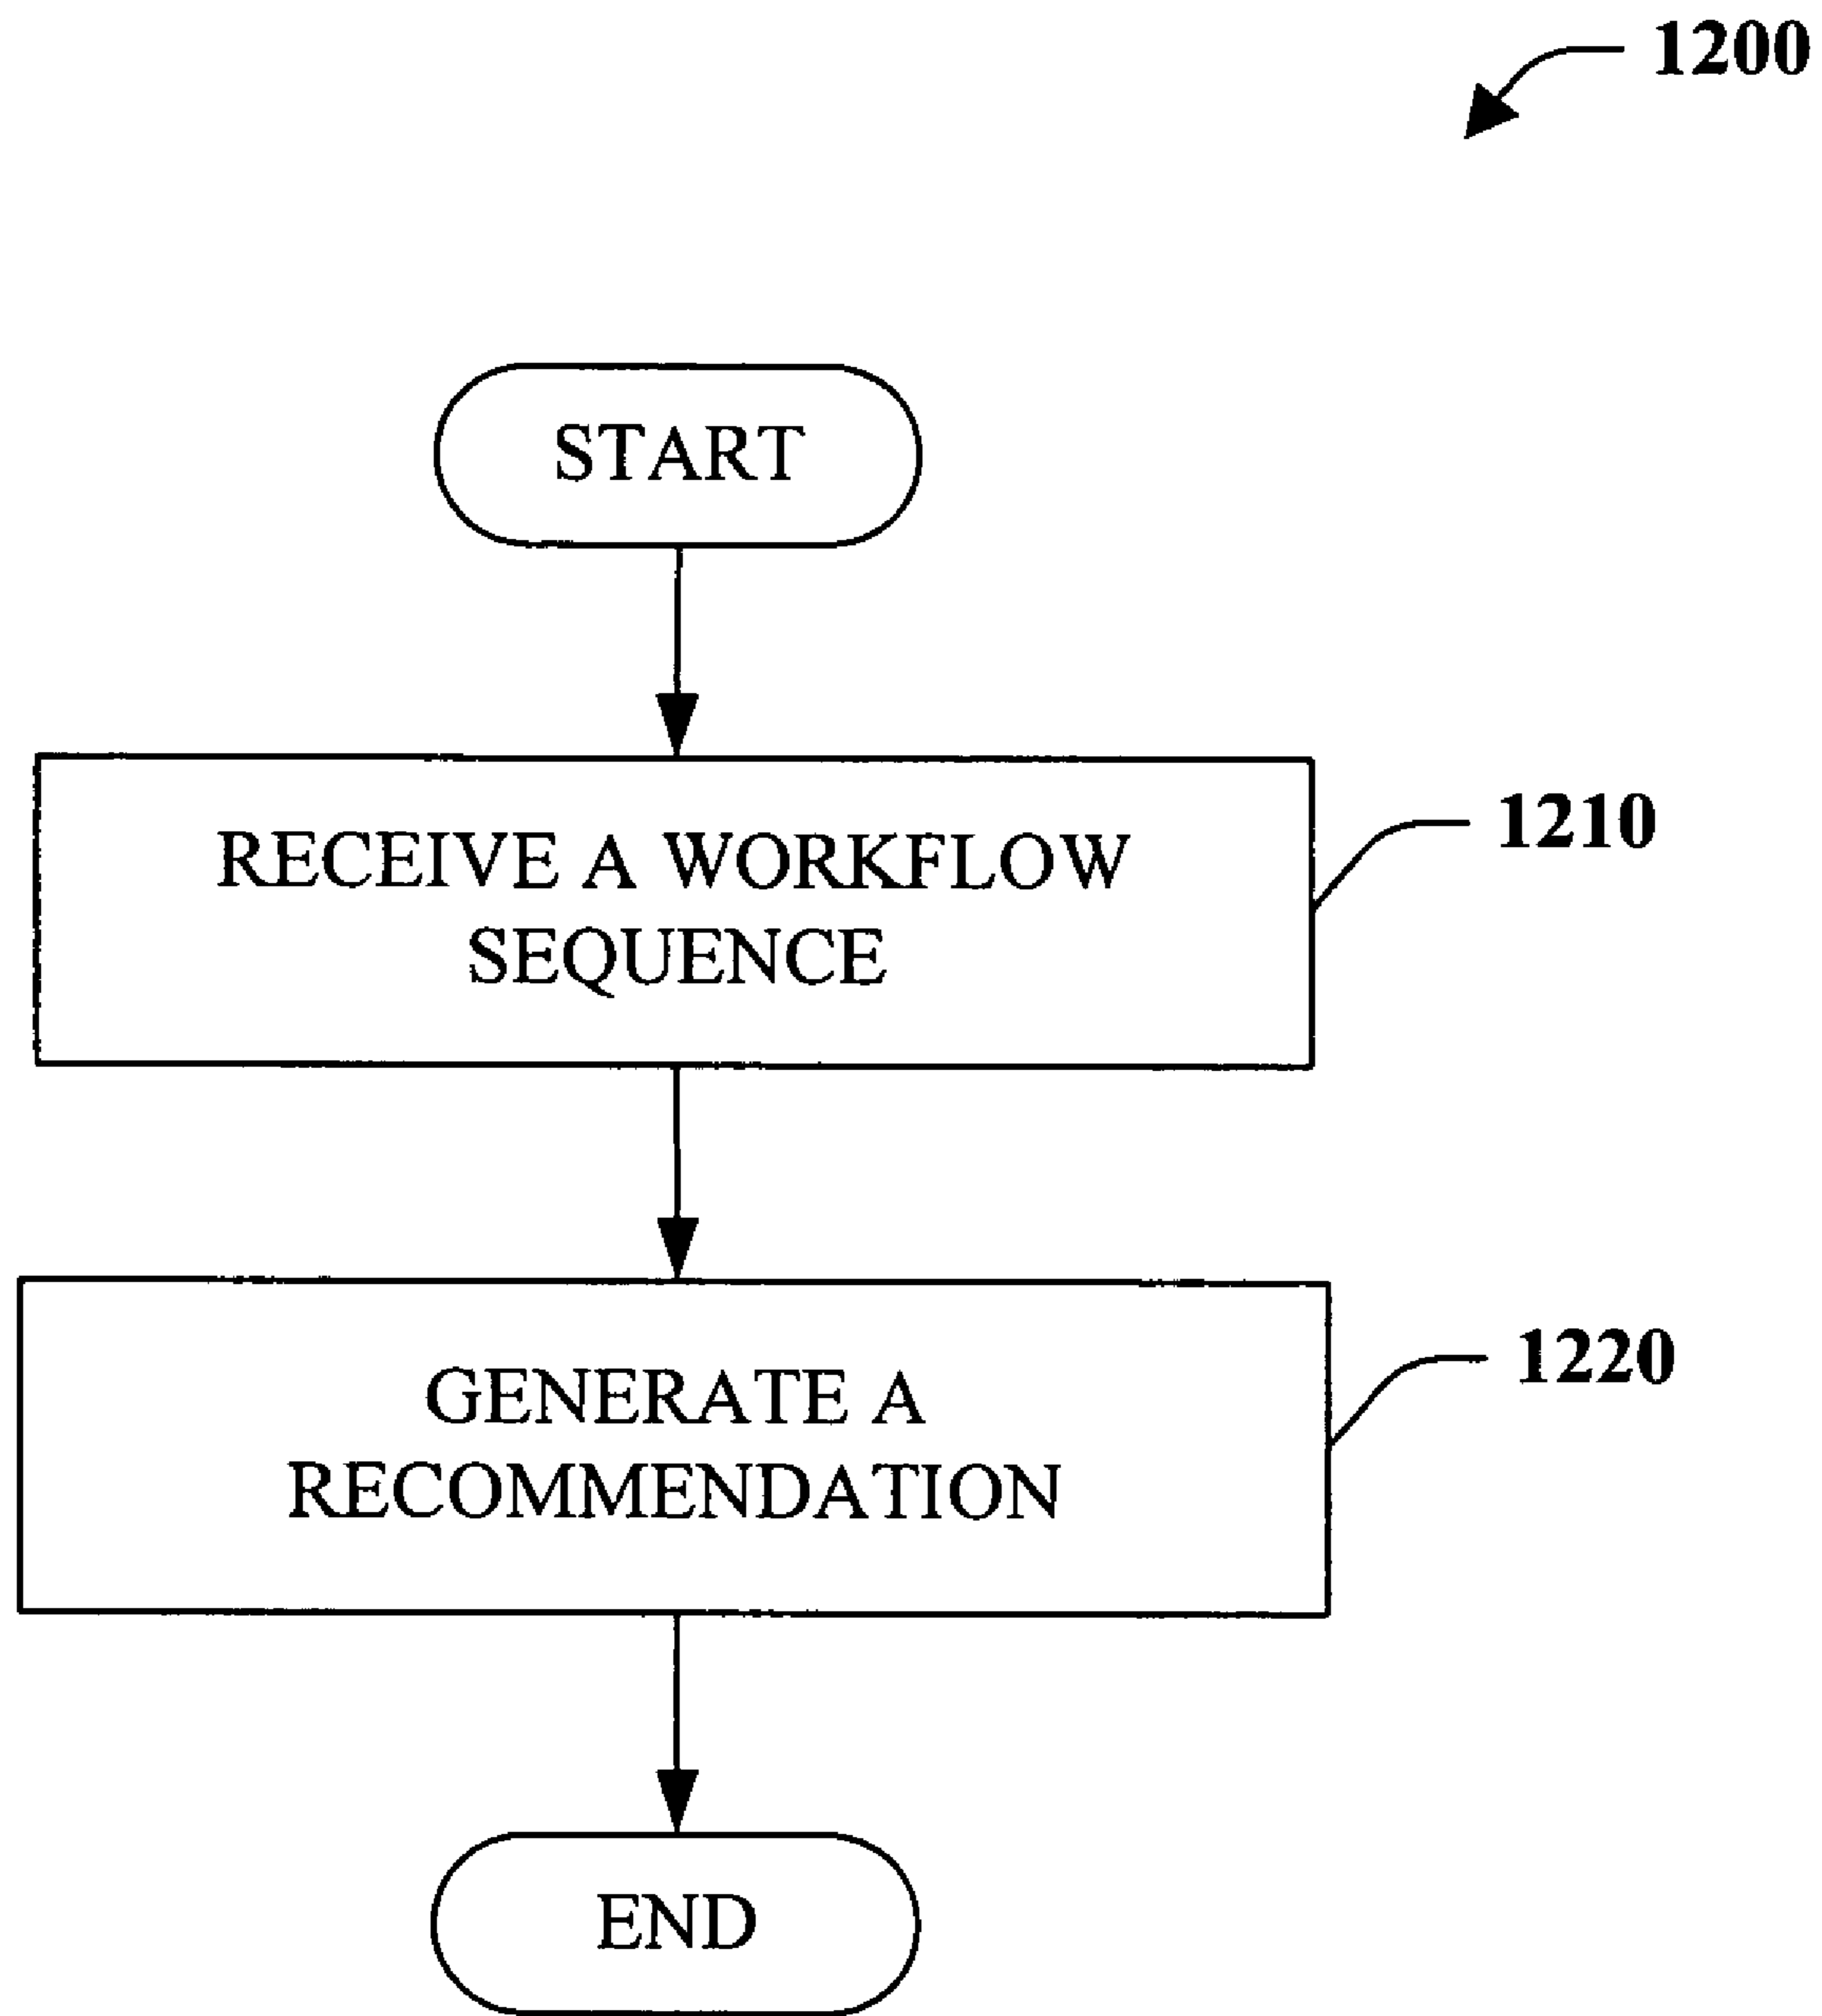 1200
START
RECEIVE A WORKFLOW
SEQUENCE
1210
GENERATE A
RECOMMENDATION
1220
END